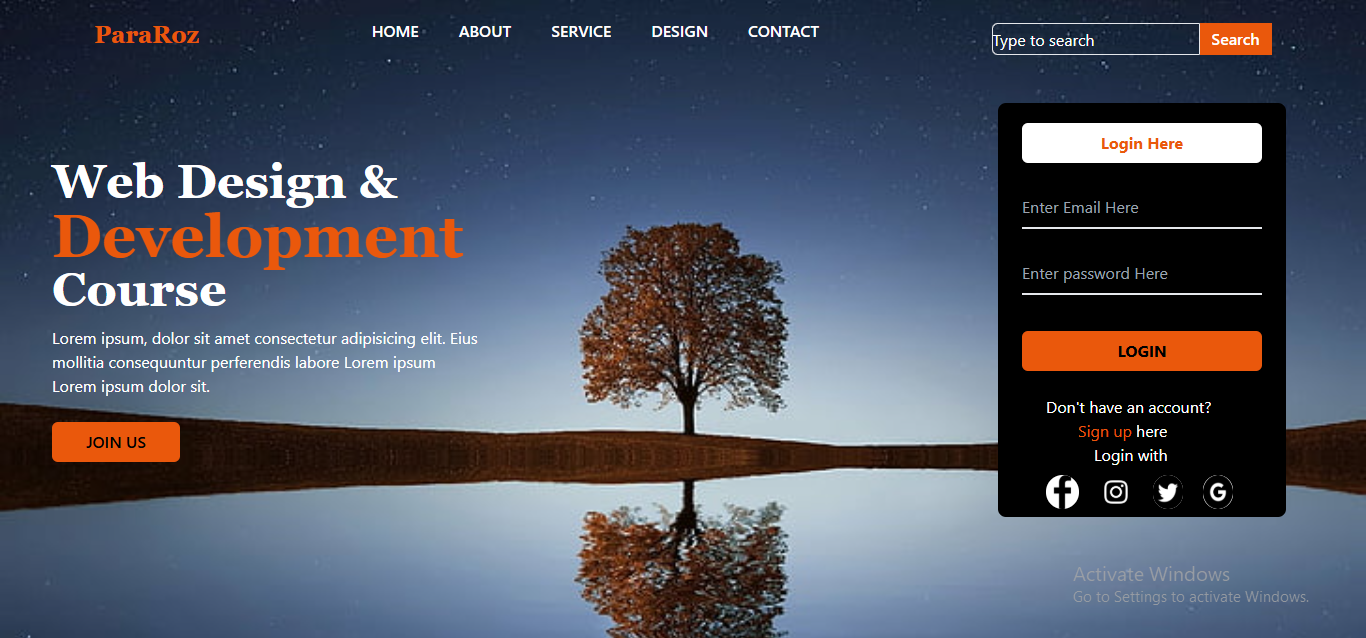 ParaRoz
HOME ABOUT SERVICE DESIGN CONTACT
Type to search Search
Web Design &
Development
Course
Lorem ipsum, dolor sit amet consectetur adipisicing elit. Eius
mollitia consequuntur perferendis labore Lorem ipsum
Lorem ipsum dolor sit.
JOIN US
Login Here
Enter Email Here
Enter password Here
LOGIN
Don't have an account?
Sign up here
Login with
Activate Windows
Go to Settings to activate Windows.